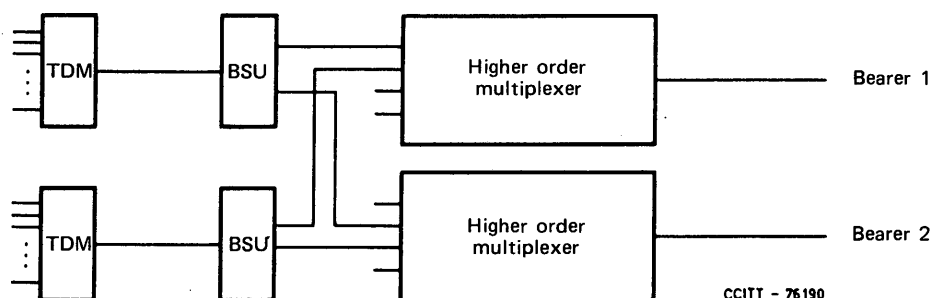 TDM
BSU
Higher order
multiplexer
Bearer 1
TDM
BSU
Higher order
multiplexer
Bearer 2
CCITT - 76190